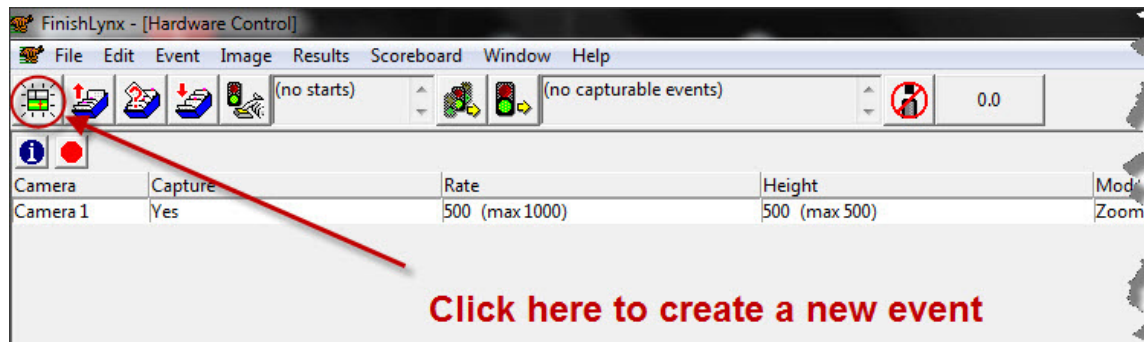 FinishLynx - [Hardware Control]
File Edit Event Image Results Scoreboard Window Help
(no starts) (no capturable events) 0.0
Camera Capture Rate Height
Camera 1 Yes 500 (max 1000) 500 (max 500) Zoom
Click here to create a new event